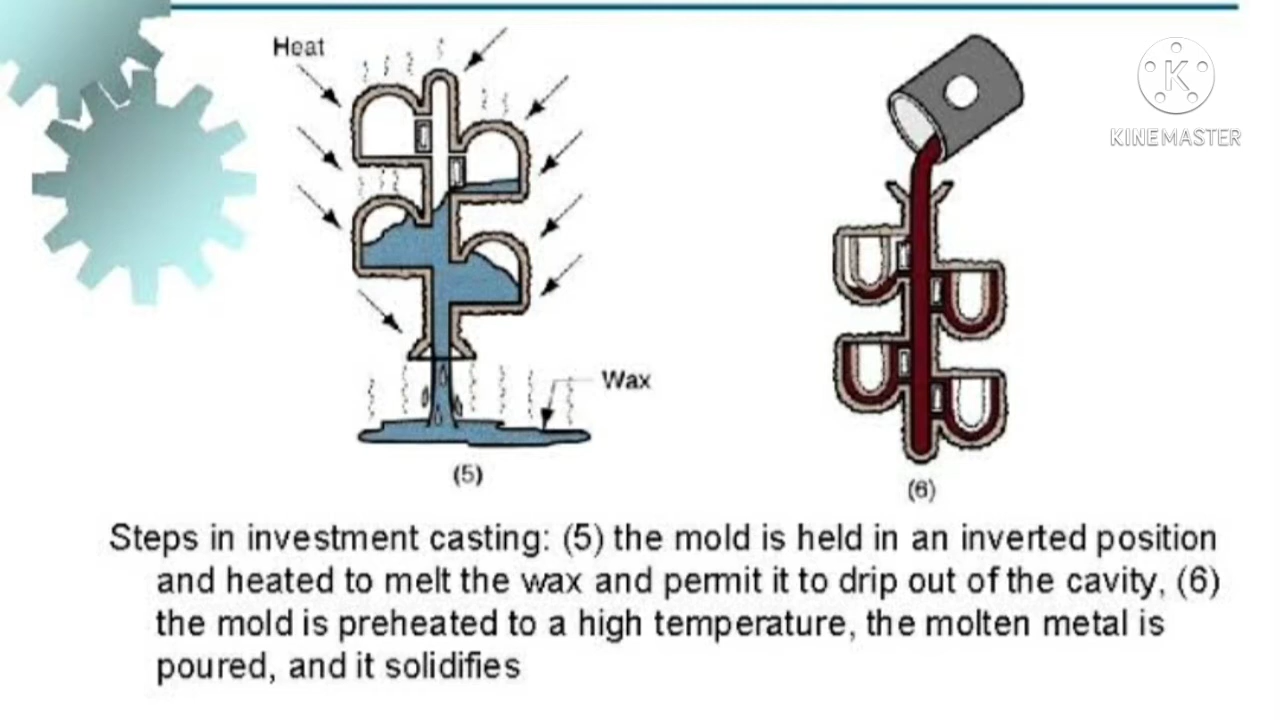 Heat
K
KINEMASTER
Wax
(5)
(6)
Steps in investment casting: (5) the mold is held in an inverted position
and heated to melt the wax and permit it to drip out of the cavity, (6)
the mold is preheated to a high temperature, the molten metal is
poured, and it solidifies